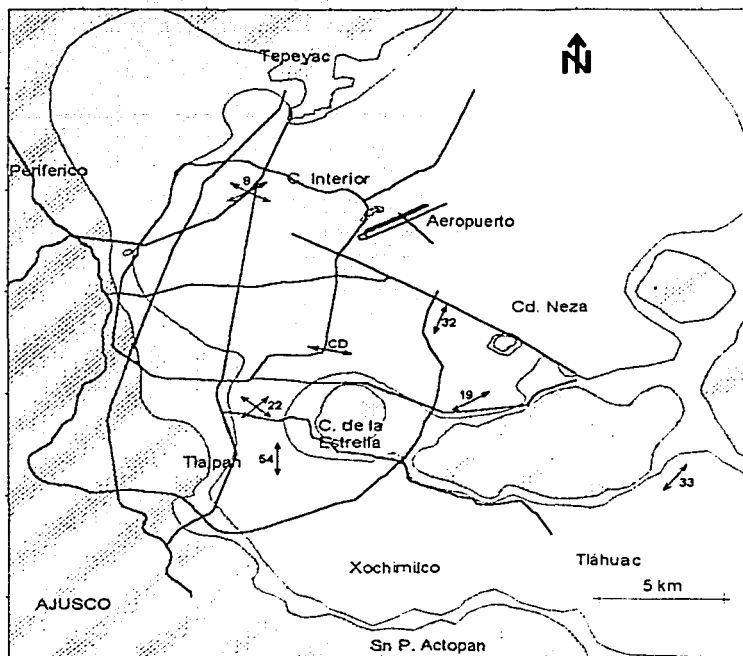 Tepeyac
N
Periferico
8
C. Interior
Aeropuerto
Cd. Neza
32
CD
19
22
C. de la
Estrella
Tlalpan
54
33
Xochimilco
Tláhuac
5 km
AJUSCO
Sn P. Actopan